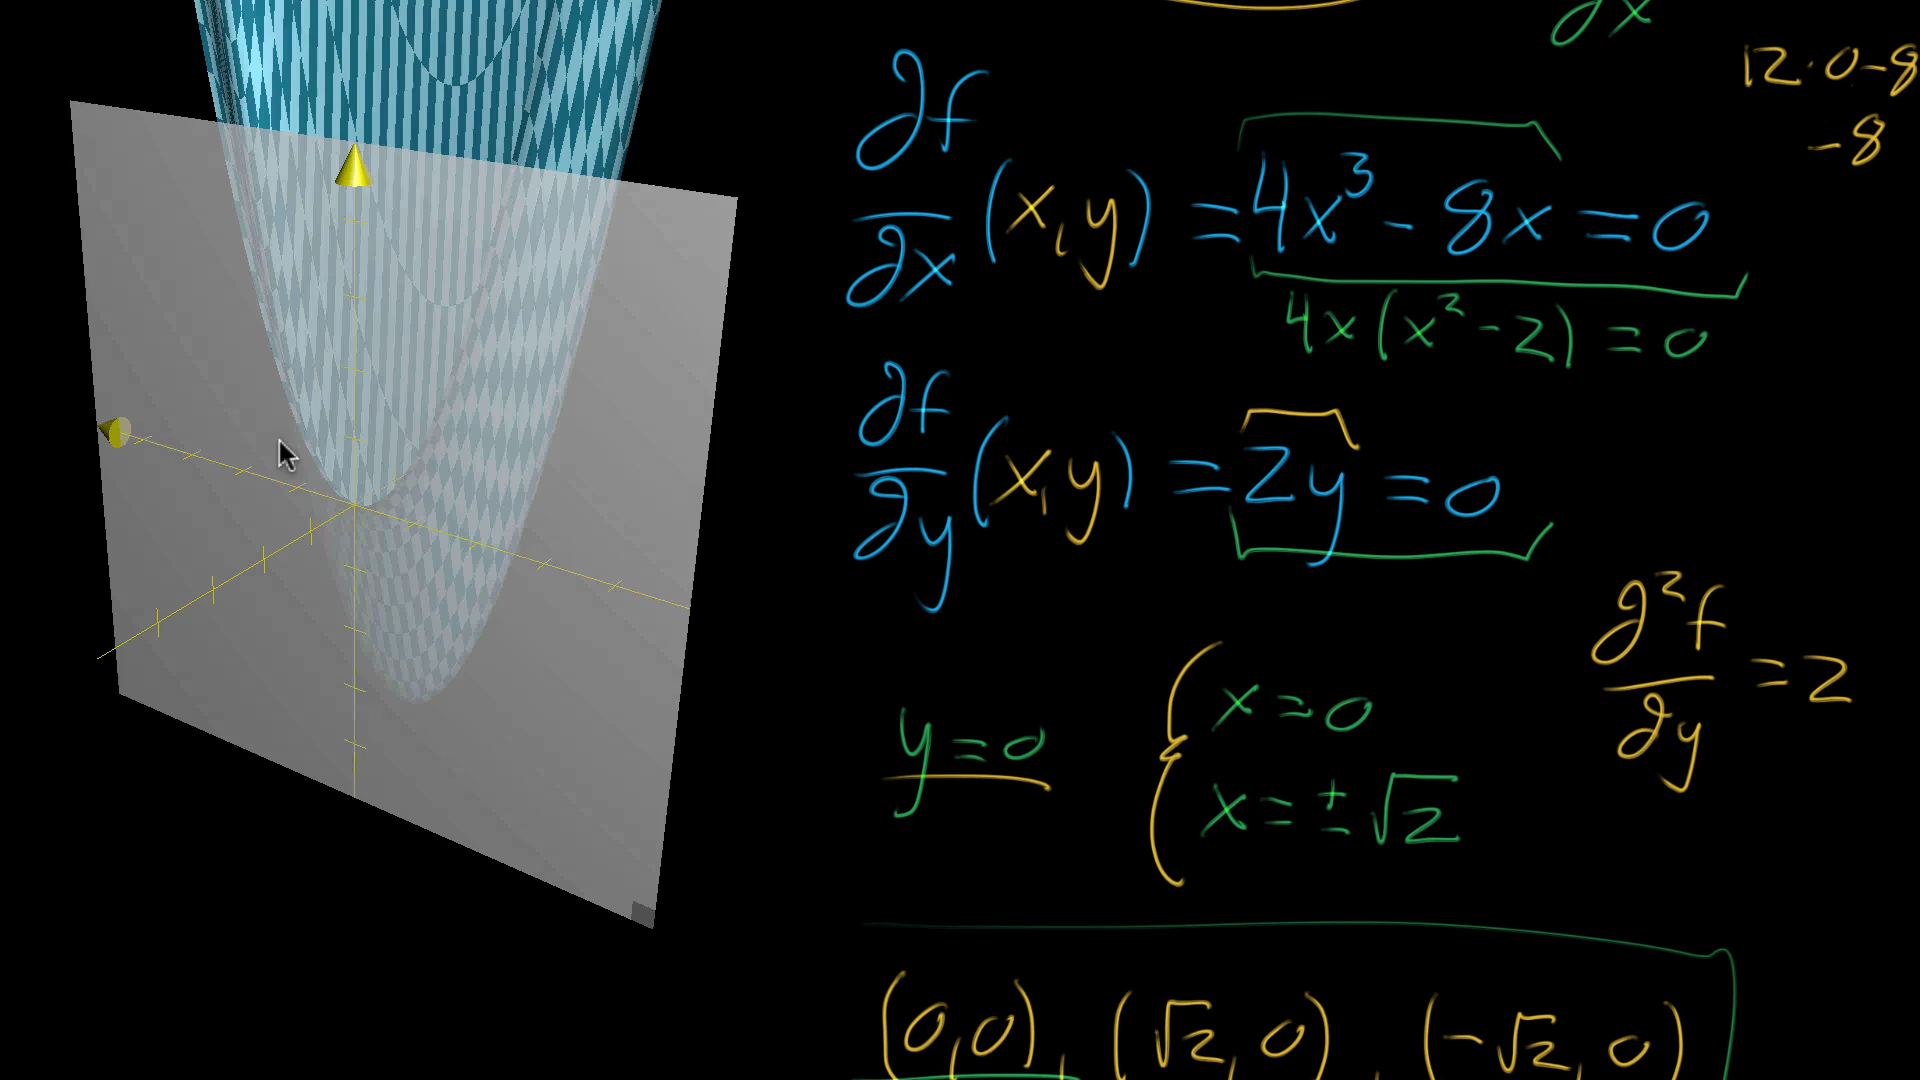 ∂x
12·0-8
-8
∂f/∂x (x,y) = 4x³ - 8x = 0
4x(x² - 2) = 0
∂f/∂y (x,y) = 2y = 0
∂²f/∂y = 2
y = 0
x = 0
x = ±√2
(0,0), (√2,0), (-√2,0)